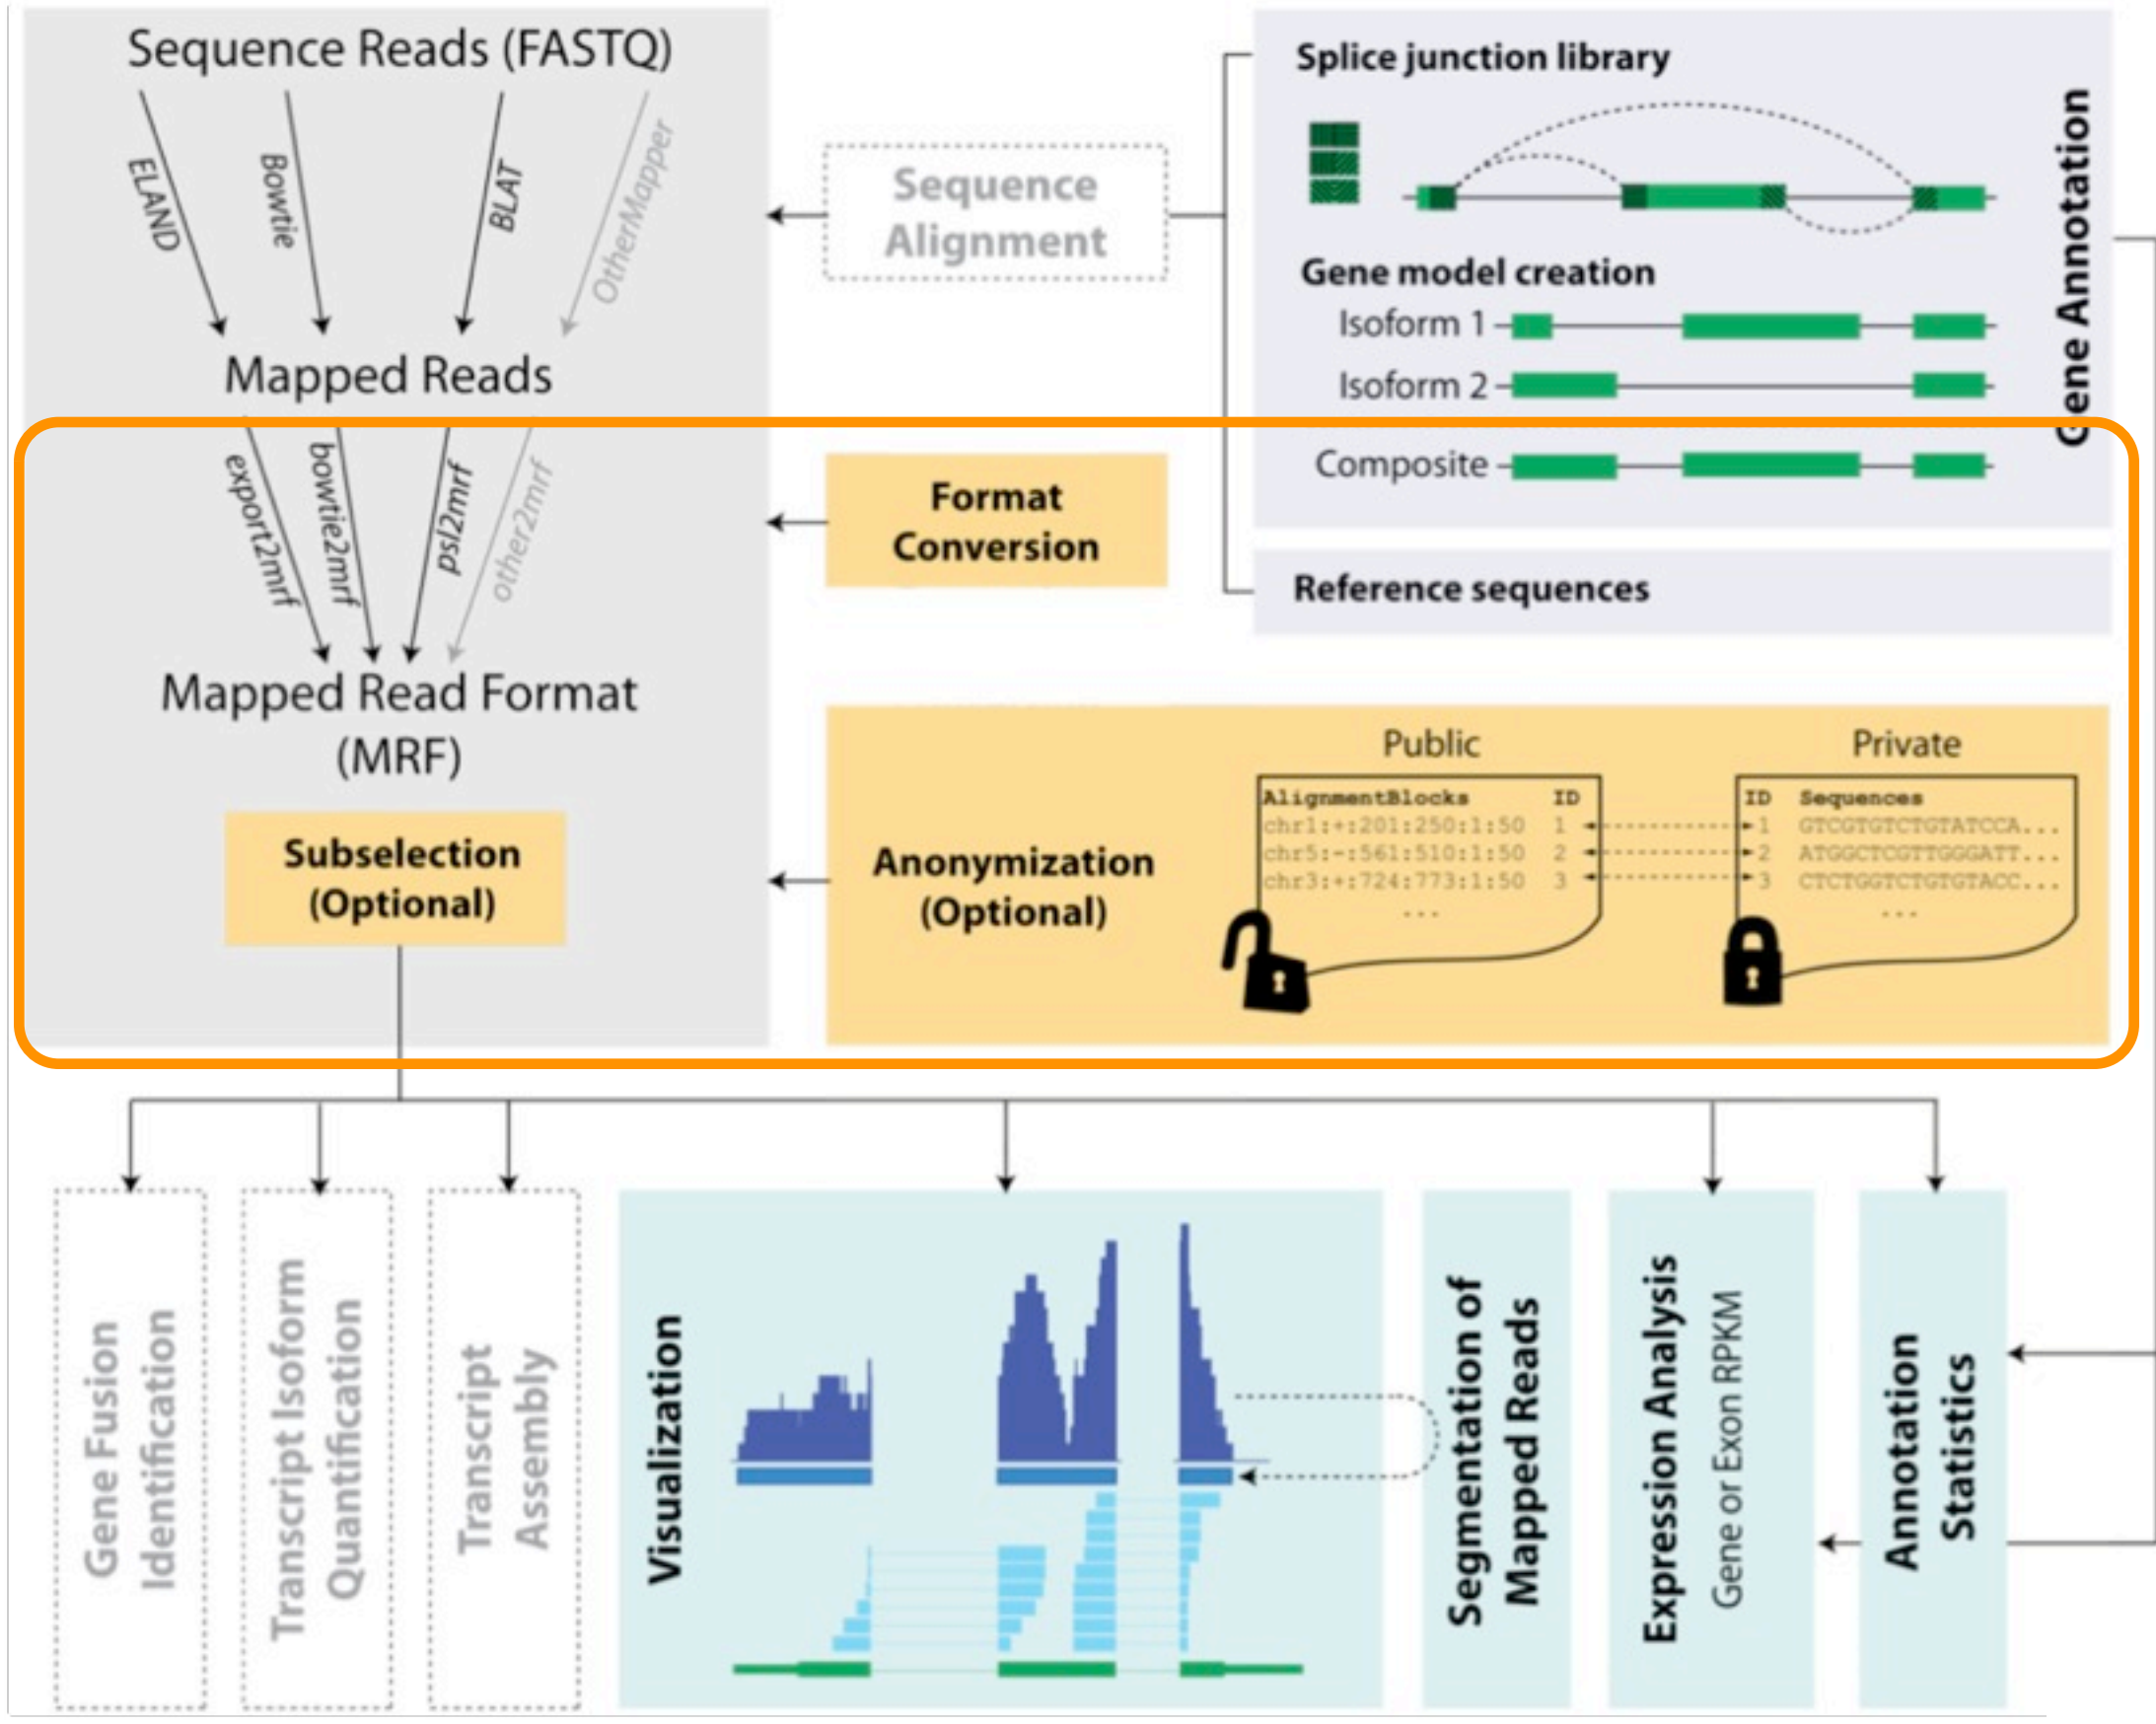 Sequence Reads (FASTQ)
ELAND
Bowtie
BLAT
OtherMapper
Mapped Reads
export2mrf
bowtie2mrf
psl2mrf
other2mrf
Mapped Read Format
(MRF)
Subselection
(Optional)
Sequence
Alignment
Format
Conversion
Splice junction library
Gene model creation
Isoform 1
Isoform 2
Composite
Gene Annotation
Reference sequences
Anonymization
(Optional)
Public
AlignmentBlocks ID
chr1:+:201:250:1:50 1
chr5:-:561:510:1:50 2
chr3:+:724:773:1:50 3
...
Private
ID Sequences
1 GTCGTGTCTGTATCCA...
2 ATGGCTCGTTGGGATT...
3 CTCTGGTCTGTGTACC...
...
Gene Fusion
Identification
Transcript Isoform
Quantification
Transcript
Assembly
Visualization
Segmentation of
Mapped Reads
Expression Analysis
Gene or Exon RPKM
Annotation
Statistics